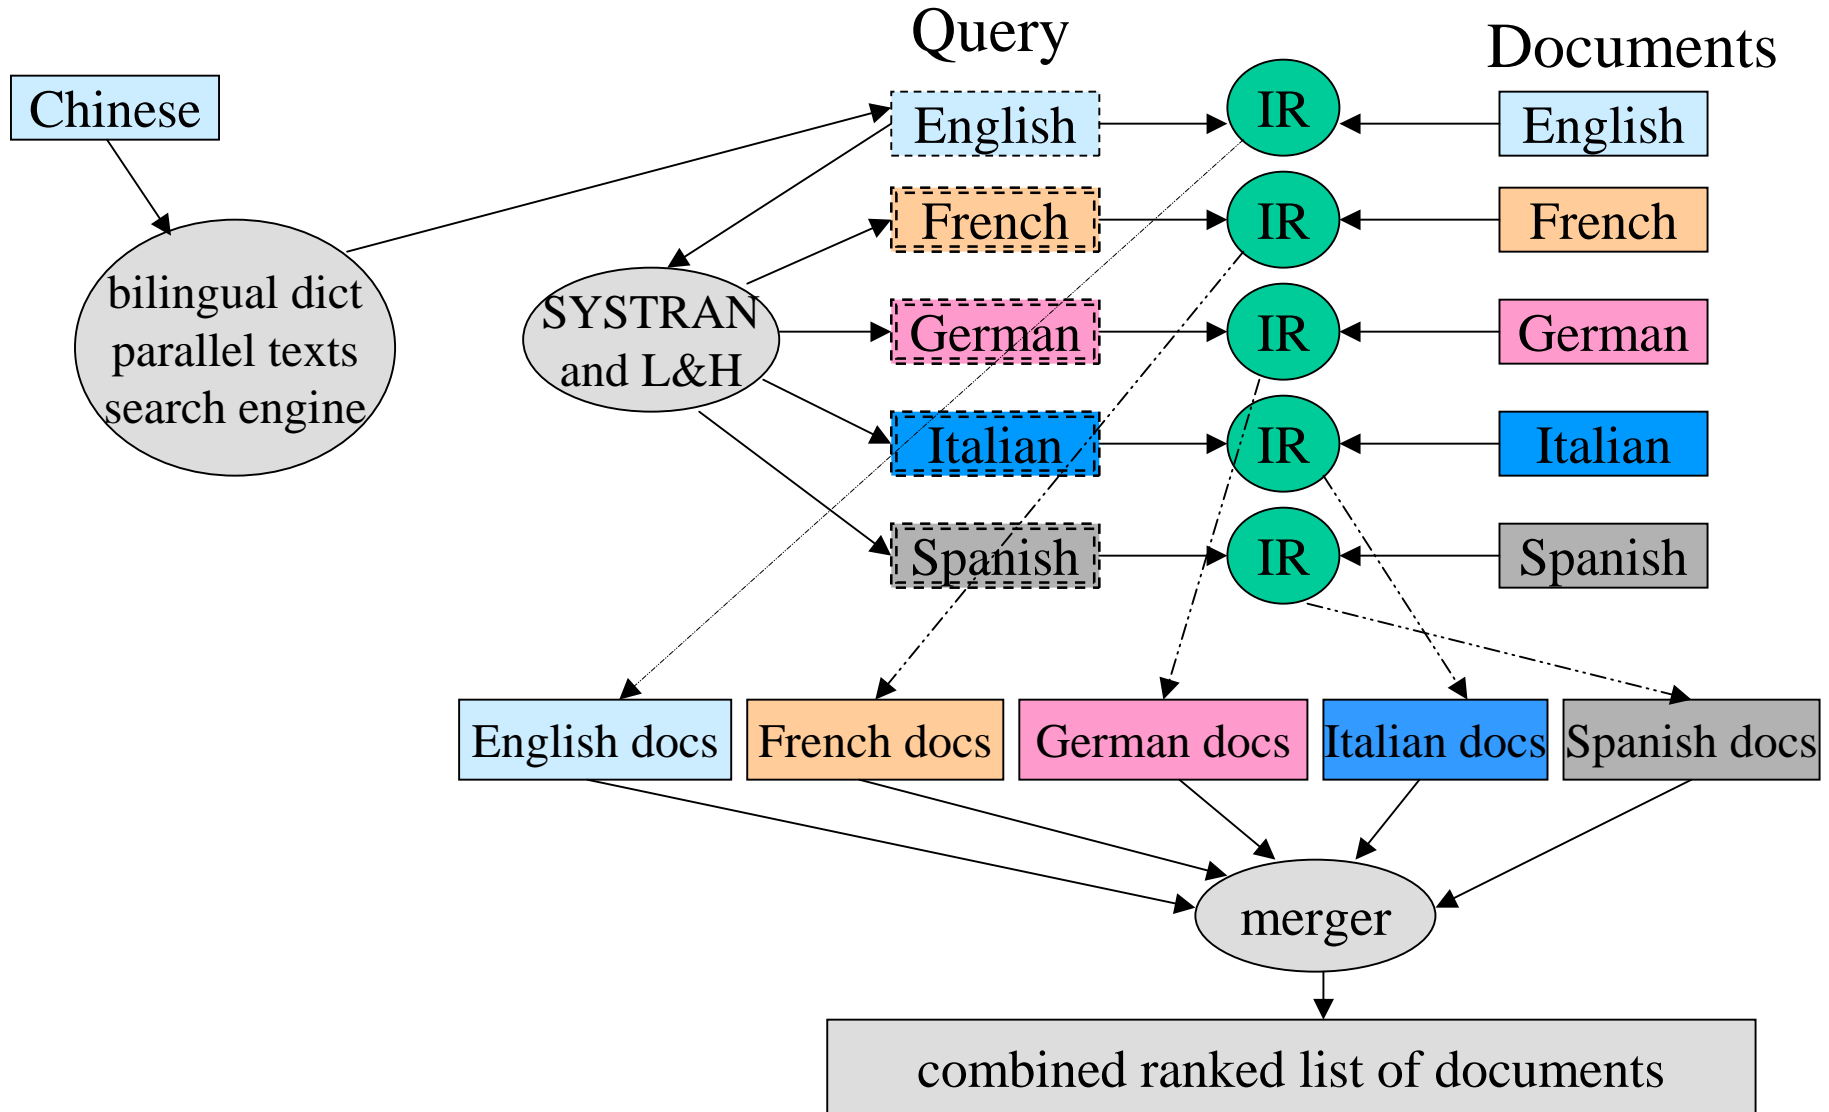 Query
Documents
Chinese
English
IR
English
French
IR
French
bilingual dict
parallel texts
search engine
SYSTRAN
and L&H
German
IR
German
Italian
IR
Italian
Spanish
IR
Spanish
English docs
French docs
German docs
Italian docs
Spanish docs
merger
combined ranked list of documents